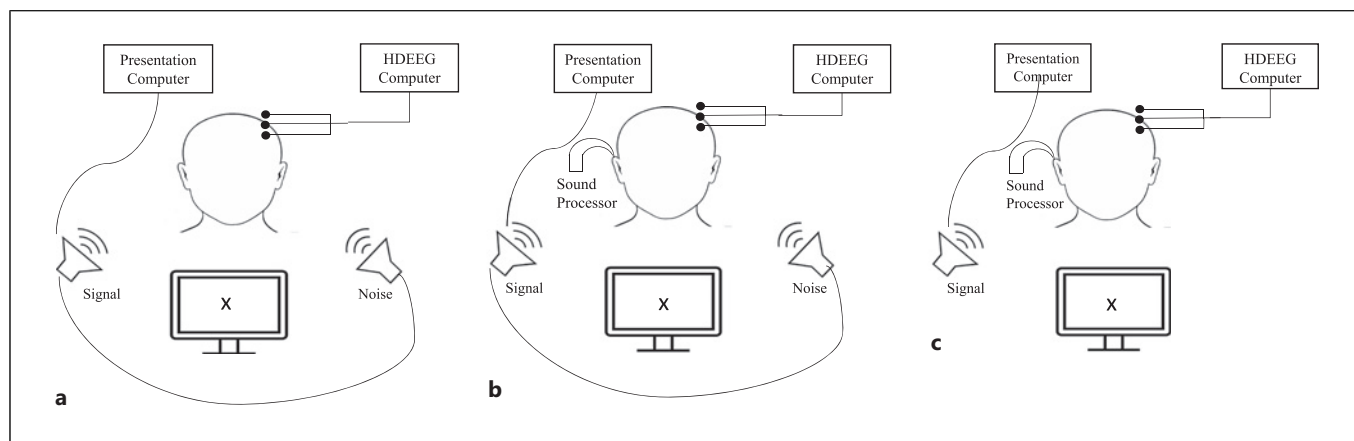 Presentation
Computer
HDEEG
Computer
Signal
Noise
X
a
Presentation
Computer
HDEEG
Computer
Sound
Processor
Signal
Noise
X
b
Presentation
Computer
HDEEG
Computer
Sound
Processor
Signal
X
c